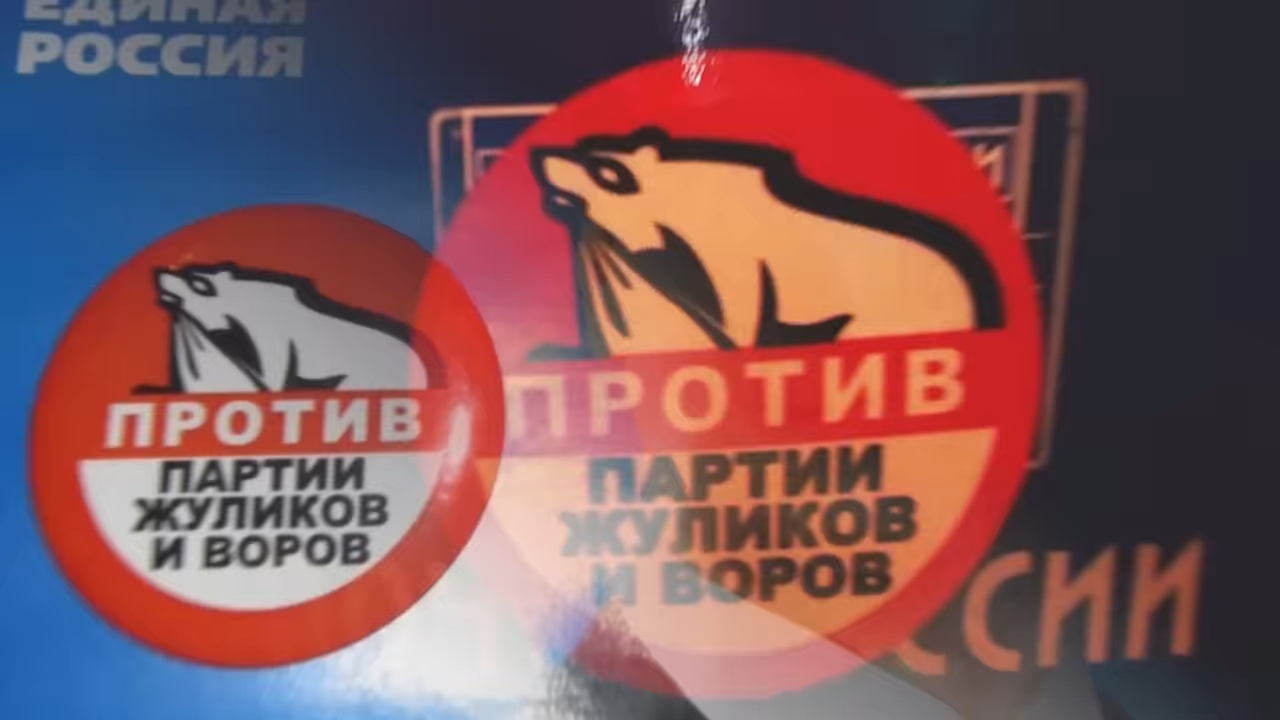 ЕДИНАЯ
РОССИЯ
ПРОТИВ
ПАРТИИ
ЖУЛИКОВ
И ВОРОВ
ПРОТИВ
ПАРТИИ
ЖУЛИКОВ
И ВОРОВ
ССИИ